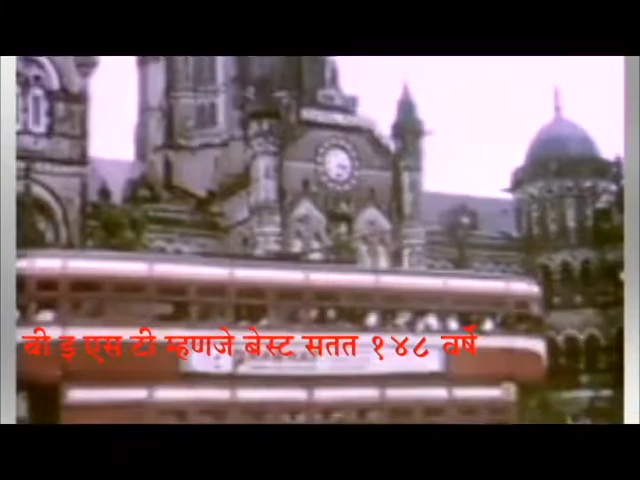 बी इ एस टी म्हणजे बेस्ट सतत १४८ वर्षे